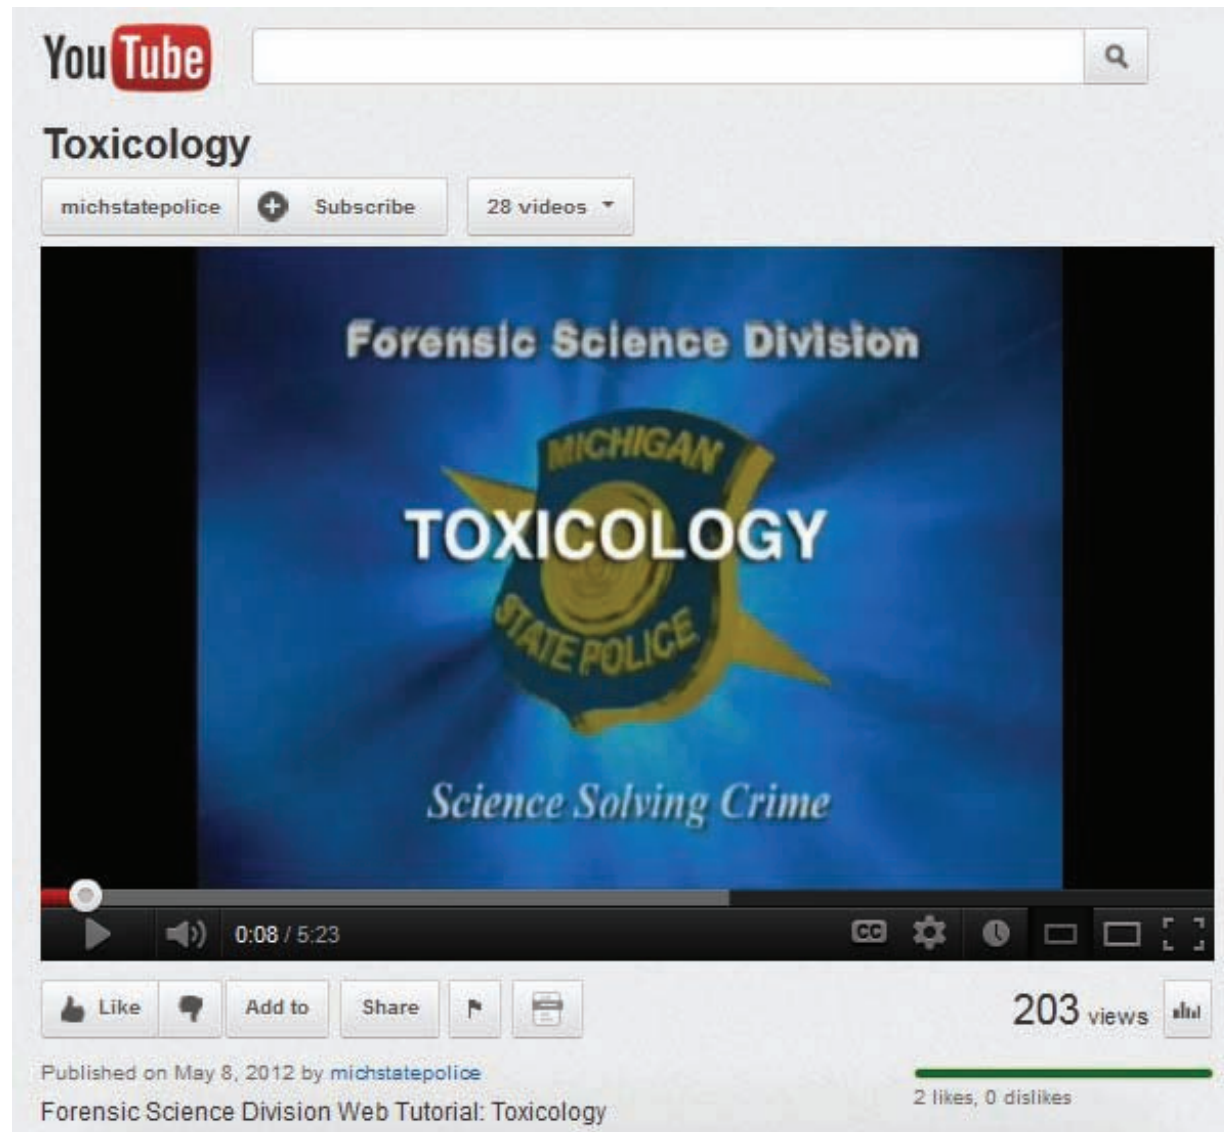 YouTube
Toxicology
michstatepolice Subscribe 28 videos
Forensic Science Division
MICHIGAN
TOXICOLOGY
STATE POLICE
Science Solving Crime
0:08 / 5:23 CC
Like Add to Share 203 views
Published on May 8, 2012 by michstatepolice
2 likes, 0 dislikes
Forensic Science Division Web Tutorial: Toxicology